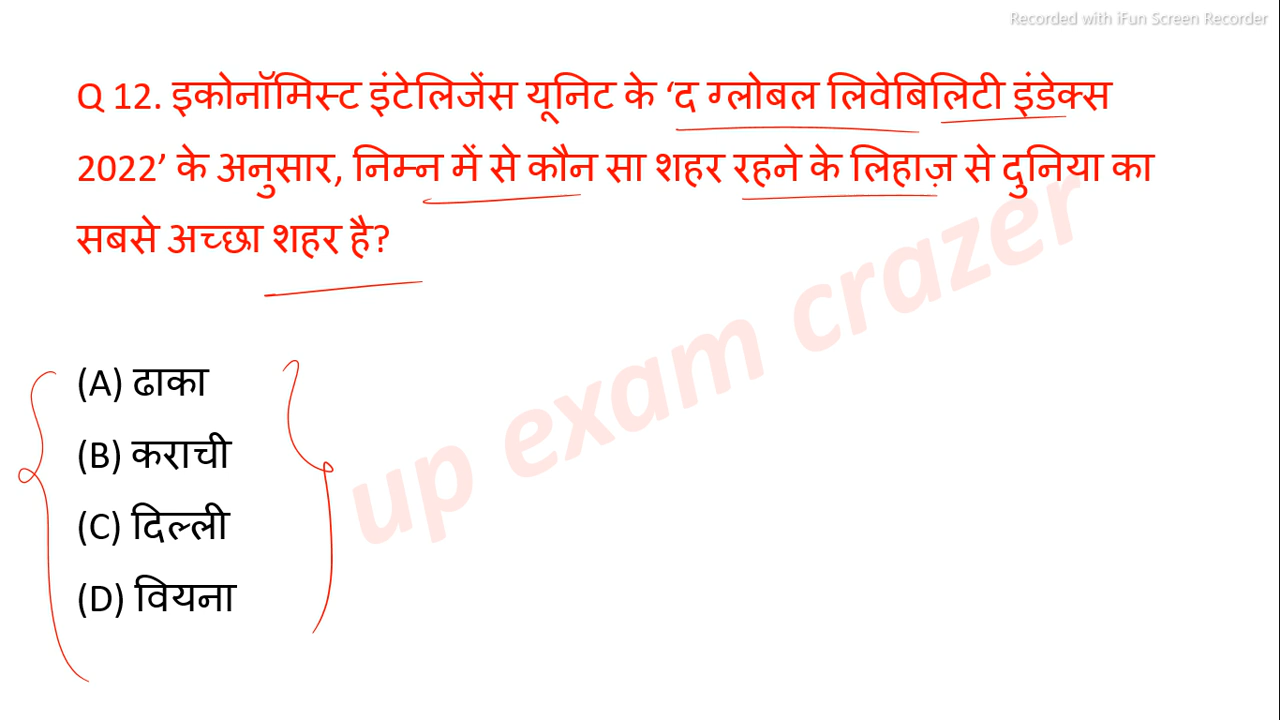 Recorded with iFun Screen Recorder
Q 12. इकोनॉमिस्ट इंटेलिजेंस यूनिट के ‘द ग्लोबल लिवेबिलिटी इंडेक्स
2022’ के अनुसार, निम्न में से कौन सा शहर रहने के लिहाज़ से दुनिया का
सबसे अच्छा शहर है?
(A) ढाका
(B) कराची
(C) दिल्ली
(D) वियना
up exam crazer